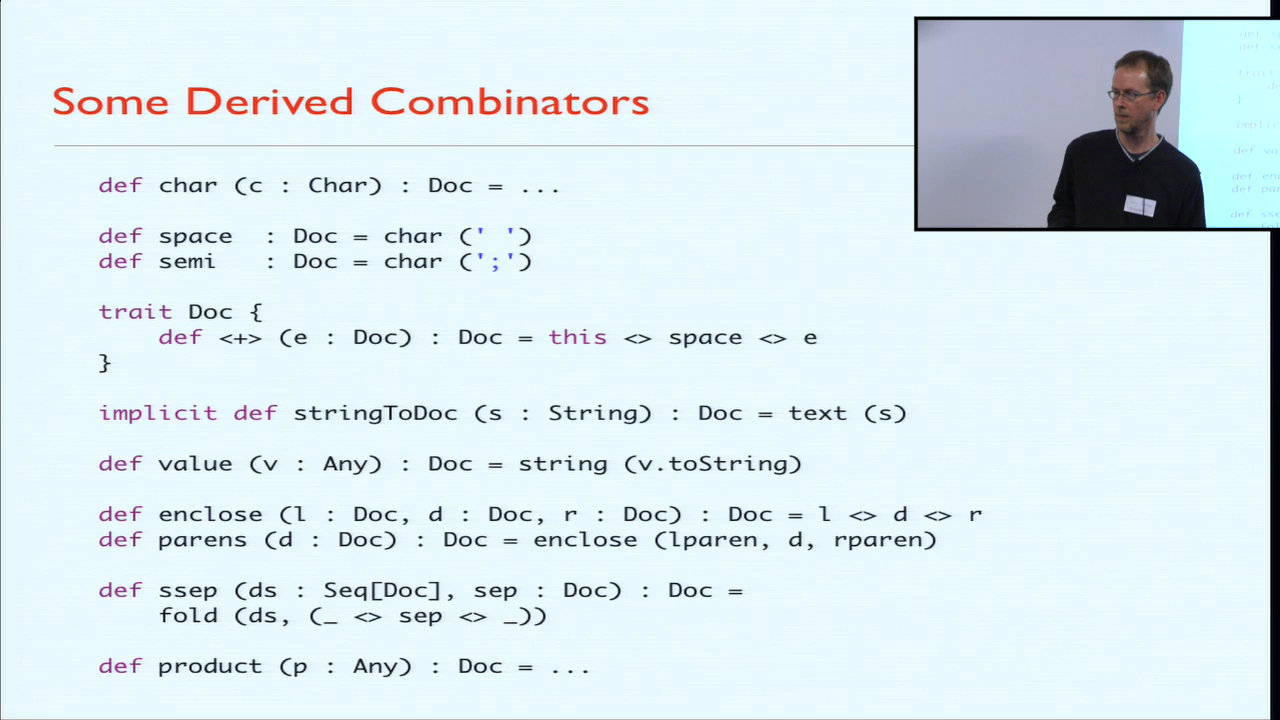 Some Derived Combinators
def char (c : Char) : Doc = ...
def space  : Doc = char (' ')
def semi   : Doc = char (';')
trait Doc {
    def <+> (e : Doc) : Doc = this <> space <> e
}
implicit def stringToDoc (s : String) : Doc = text (s)
def value (v : Any) : Doc = string (v.toString)
def enclose (l : Doc, d : Doc, r : Doc) : Doc = l <> d <> r
def parens (d : Doc) : Doc = enclose (lparen, d, rparen)
def ssep (ds : Seq[Doc], sep : Doc) : Doc =
    fold (ds, (_ <> sep <> _))
def product (p : Any) : Doc = ...